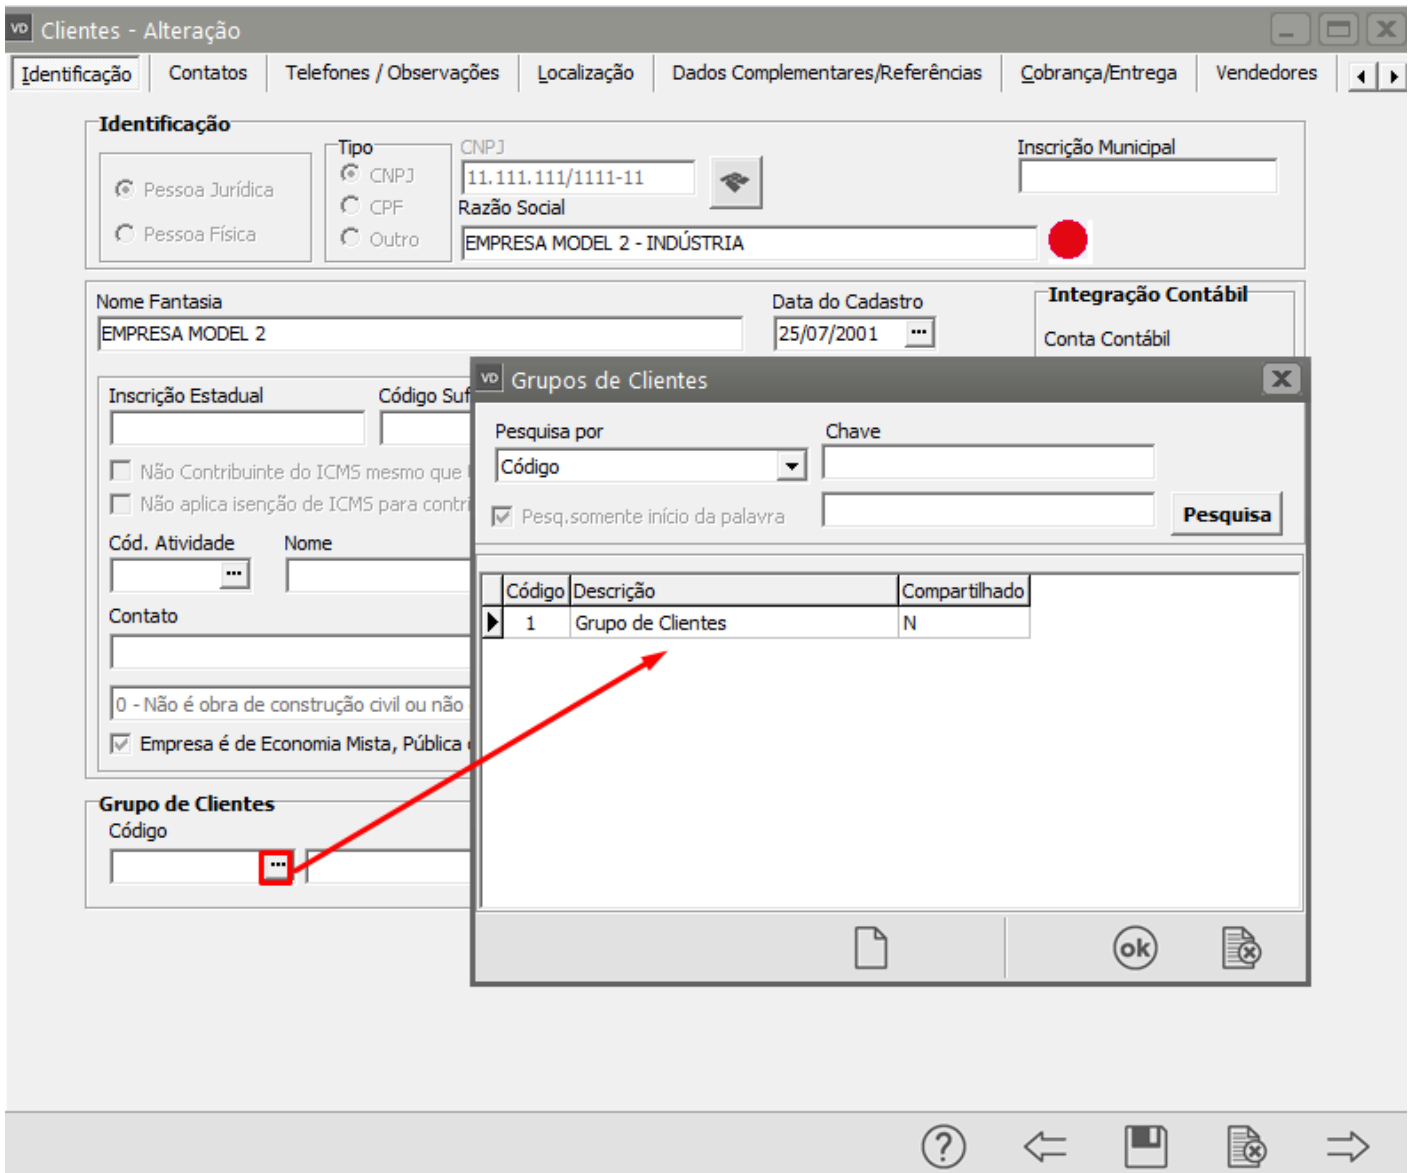 VD Clientes - Alteração
Identificação Contatos Telefones / Observações Localização Dados Complementares/Referências Cobrança/Entrega Vendedores
Identificação
Pessoa Jurídica
Pessoa Física
Tipo
CNPJ
CPF
Outro
CNPJ
11.111.111/1111-11
Inscrição Municipal
Razão Social
EMPRESA MODEL 2 - INDÚSTRIA
Nome Fantasia
EMPRESA MODEL 2
Data do Cadastro
25/07/2001 ...
Integração Contábil
Conta Contábil
Inscrição Estadual
Código Suf
Não Contribuinte do ICMS mesmo que
Não aplica isenção de ICMS para contri
Cód. Atividade Nome
...
Contato
0 - Não é obra de construção civil ou não
Empresa é de Economia Mista, Pública
Grupo de Clientes
Código
...
VD Grupos de Clientes
Pesquisa por Chave
Código
Pesq.somente início da palavra
Pesquisa
Código Descrição Compartilhado
1 Grupo de Clientes N
ok
?